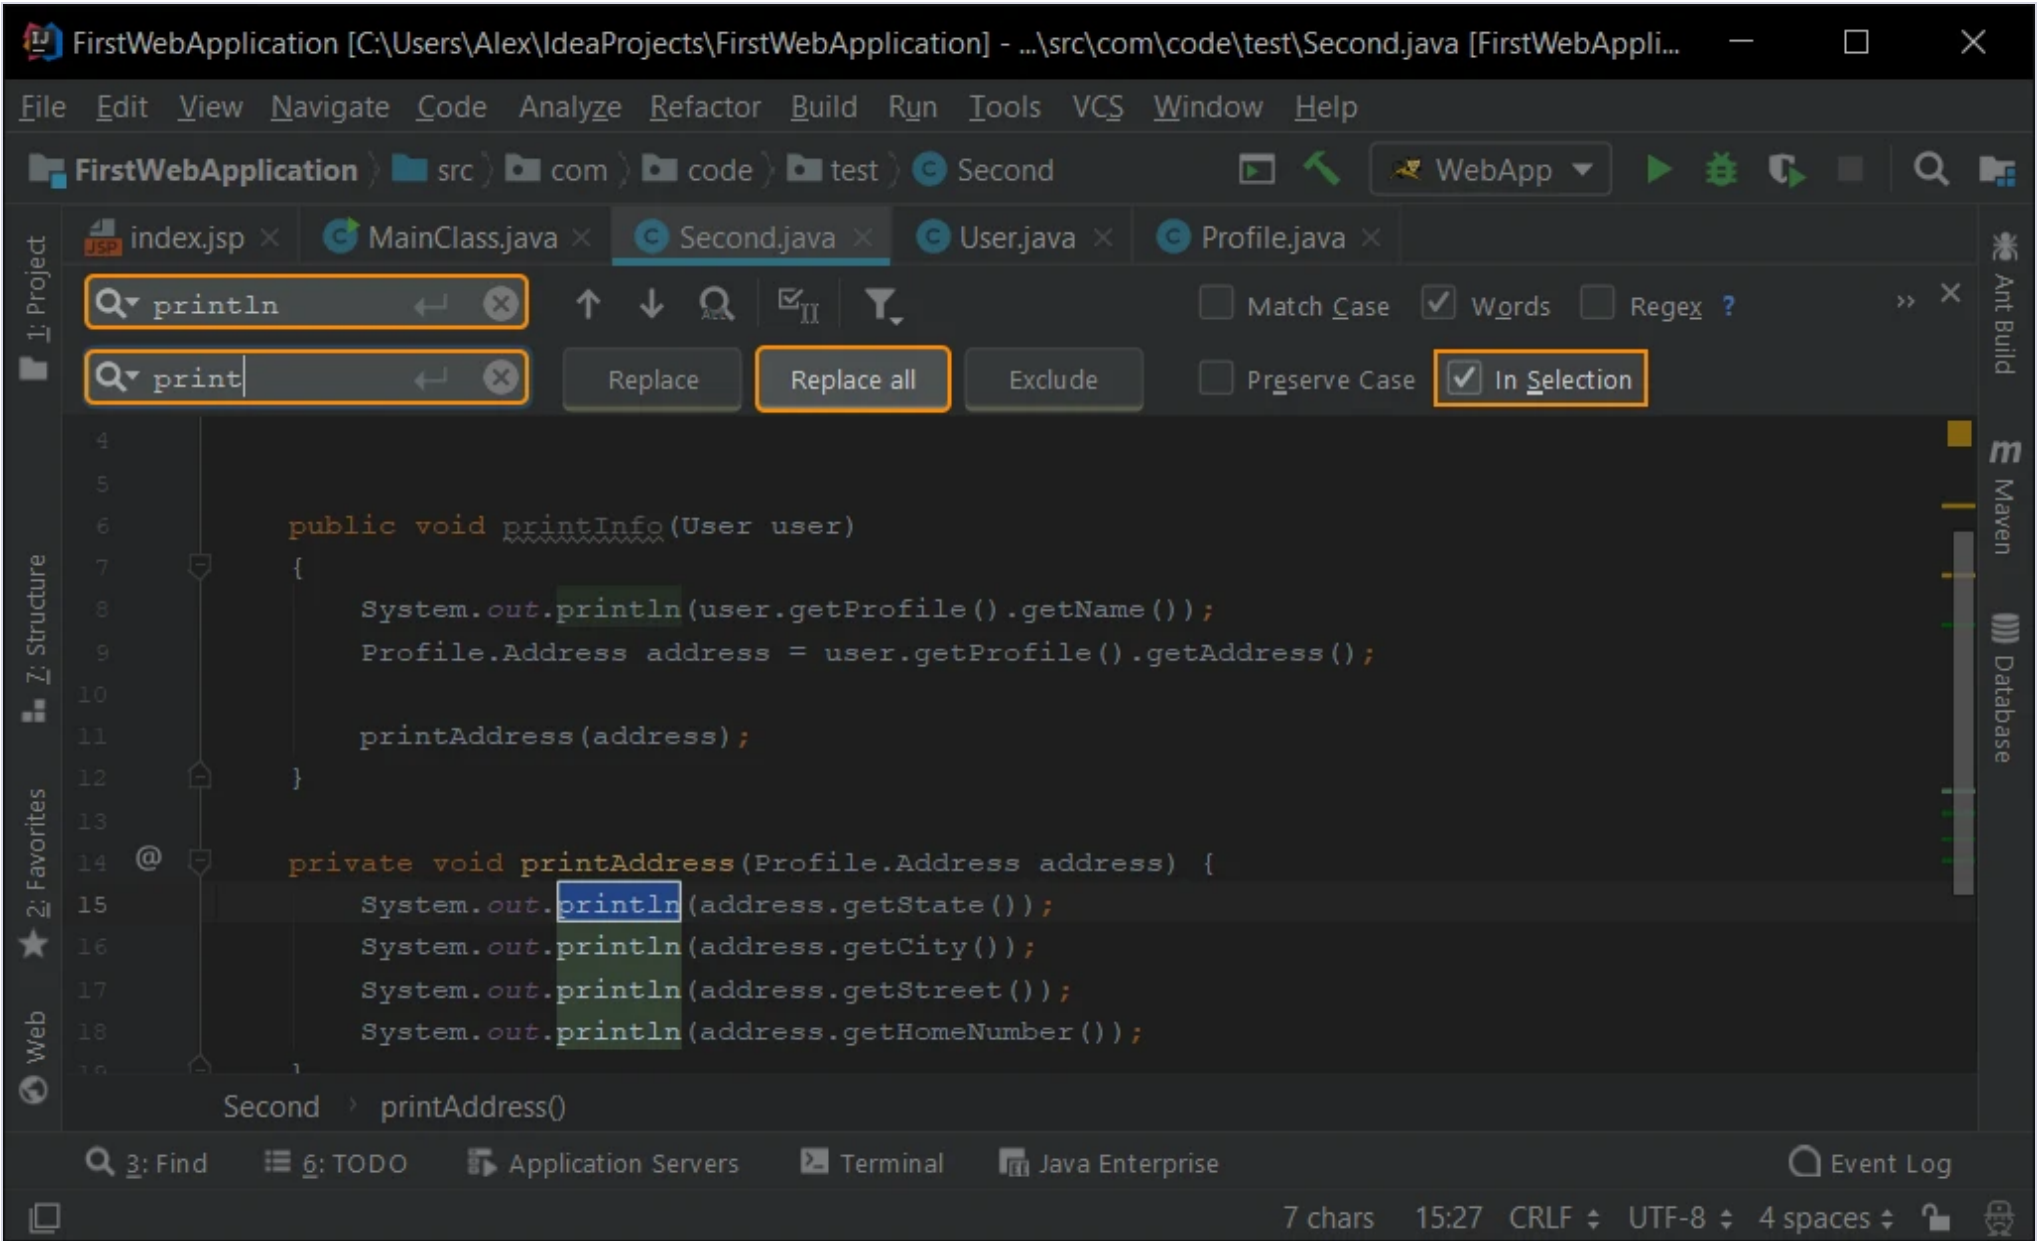 FirstWebApplication [C:\Users\Alex\IdeaProjects\FirstWebApplication] - ...\src\com\code\test\Second.java [FirstWebAppli...
File Edit View Navigate Code Analyze Refactor Build Run Tools VCS Window Help
FirstWebApplication src com code test Second WebApp
index.jsp MainClass.java Second.java User.java Profile.java
println Match Case Words Regex ?
print Replace Replace all Exclude Preserve Case In Selection
4
5
6 public void printInfo(User user)
7 {
8 System.out.println(user.getProfile().getName());
9 Profile.Address address = user.getProfile().getAddress();
10
11 printAddress(address);
12 }
13
14 @ private void printAddress(Profile.Address address) {
15 System.out.println(address.getState());
16 System.out.println(address.getCity());
17 System.out.println(address.getStreet());
18 System.out.println(address.getHomeNumber());
19 }
Second > printAddress()
1: Project
7: Structure
2: Favorites
Web
Ant Build
m Maven
Database
3: Find 6: TODO Application Servers Terminal Java Enterprise Event Log
7 chars 15:27 CRLF UTF-8 4 spaces